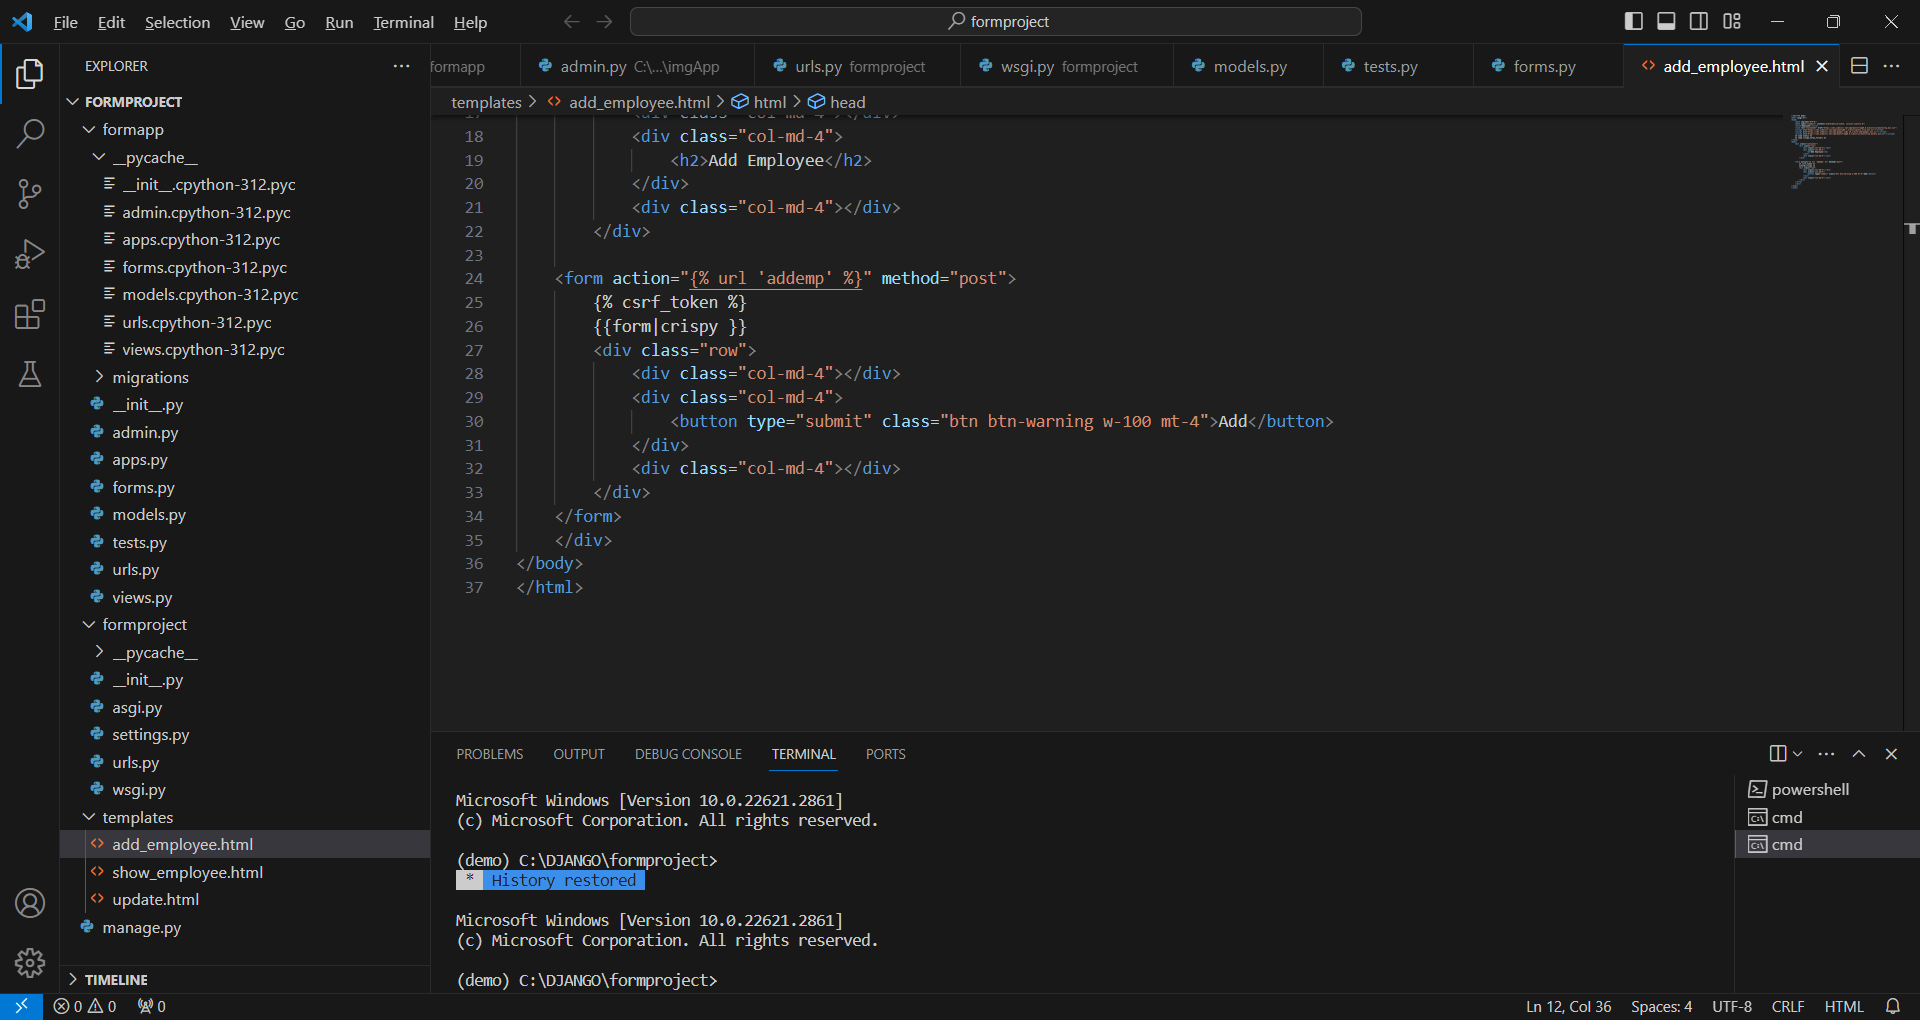 File Edit Selection View Go Run Terminal Help
formproject
EXPLORER
FORMPROJECT
formapp
__pycache__
__init__.cpython-312.pyc
admin.cpython-312.pyc
apps.cpython-312.pyc
forms.cpython-312.pyc
models.cpython-312.pyc
urls.cpython-312.pyc
views.cpython-312.pyc
migrations
__init__.py
admin.py
apps.py
forms.py
models.py
tests.py
urls.py
views.py
formproject
__pycache__
__init__.py
asgi.py
settings.py
urls.py
wsgi.py
templates
add_employee.html
show_employee.html
update.html
manage.py
TIMELINE
formapp admin.py C:\...\imgApp urls.py formproject wsgi.py formproject models.py tests.py forms.py add_employee.html
templates > add_employee.html > html > head
17 <div class="col-md-4"></div>
18 <div class="col-md-4">
19 <h2>Add Employee</h2>
20 </div>
21 <div class="col-md-4"></div>
22 </div>
23
24 <form action="{% url 'addemp' %}" method="post">
25 {% csrf_token %}
26 {{form|crispy }}
27 <div class="row">
28 <div class="col-md-4"></div>
29 <div class="col-md-4">
30 <button type="submit" class="btn btn-warning w-100 mt-4">Add</button>
31 </div>
32 <div class="col-md-4"></div>
33 </div>
34 </form>
35 </div>
36 </body>
37 </html>
PROBLEMS OUTPUT DEBUG CONSOLE TERMINAL PORTS
Microsoft Windows [Version 10.0.22621.2861]
(c) Microsoft Corporation. All rights reserved.
(demo) C:\DJANGO\formproject>
* History restored
Microsoft Windows [Version 10.0.22621.2861]
(c) Microsoft Corporation. All rights reserved.
(demo) C:\DJANGO\formproject>
powershell
cmd
cmd
0 0 0
Ln 12, Col 36 Spaces: 4 UTF-8 CRLF HTML